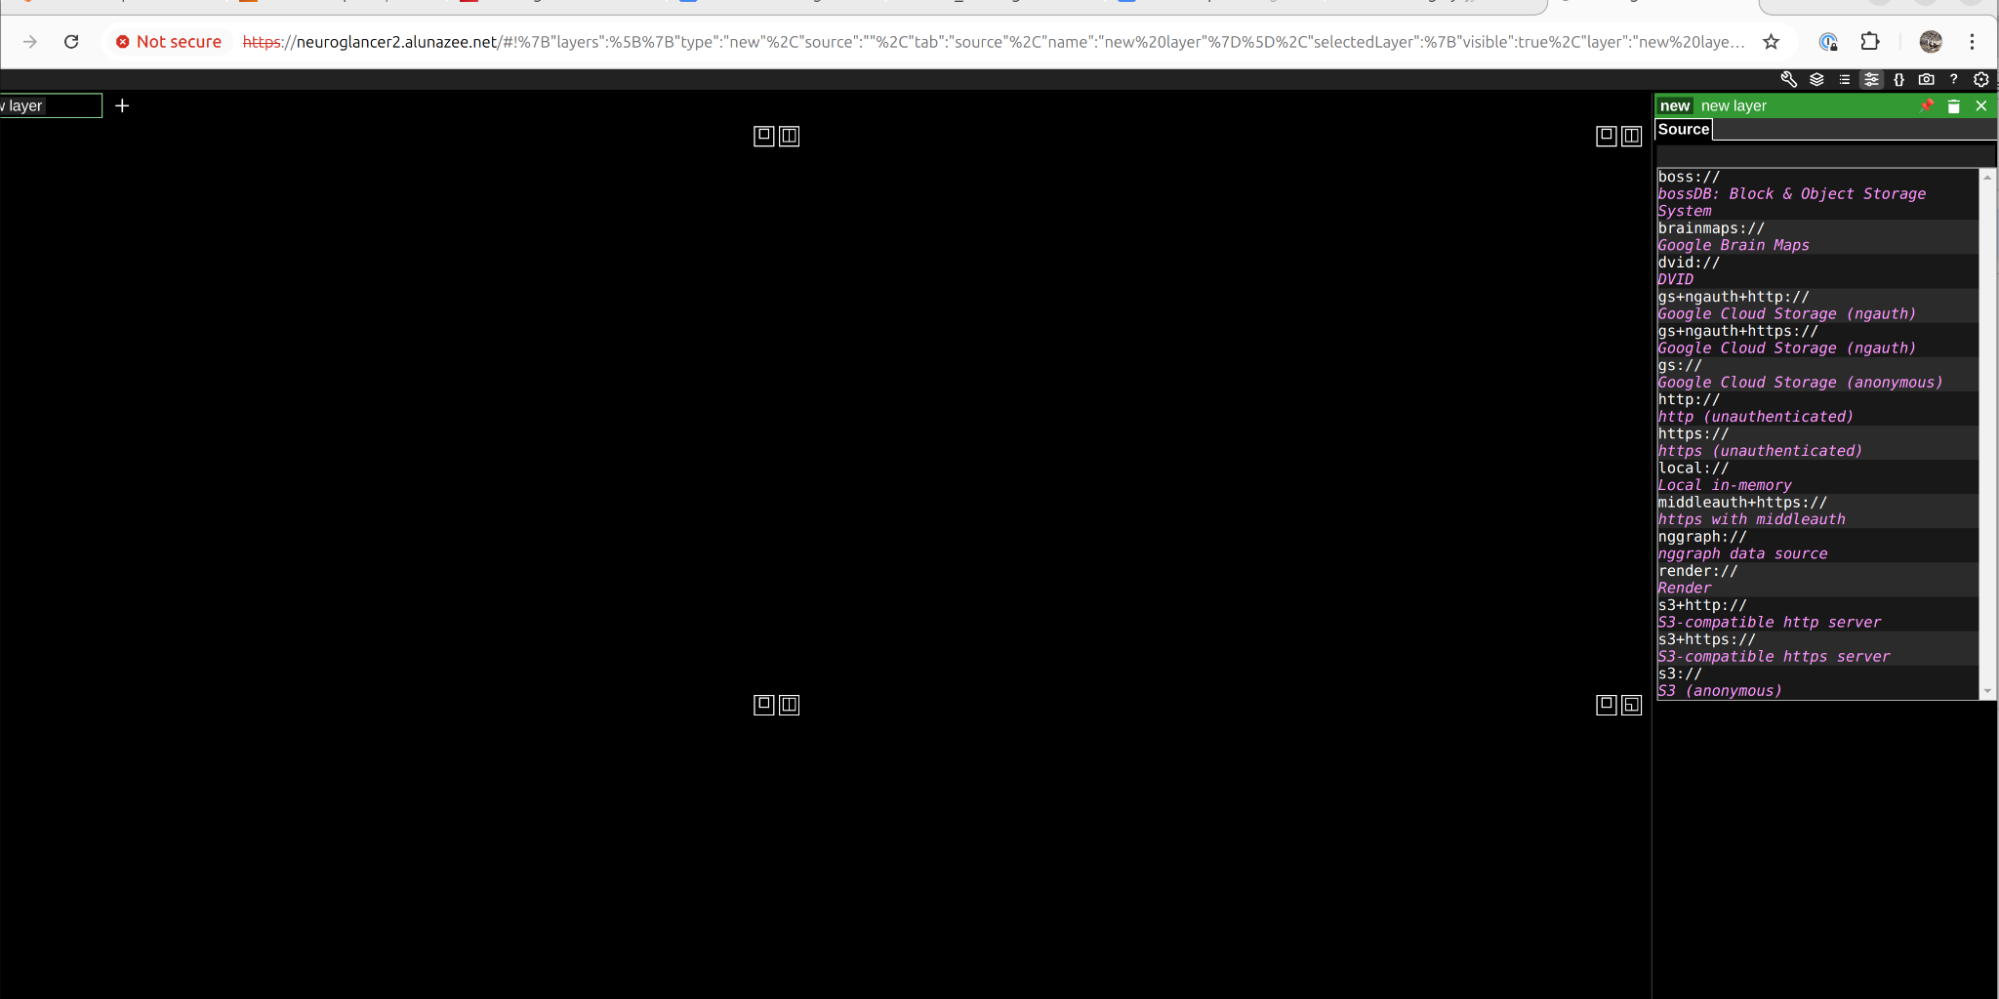 Not secure
https://neuroglancer2.alunazee.net/#!%7B"layers":%5B%7B"type":"new"%2C"source":""%2C"tab":"source"%2C"name":"new%20layer"%7D%5D%2C"selectedLayer":%7B"visible":true%2C"layer":"new%20laye...
layer
new new layer
Source
boss://
bossDB: Block & Object Storage
System
brainmaps://
Google Brain Maps
dvid://
DVID
gs+ngauth+http://
Google Cloud Storage (ngauth)
gs+ngauth+https://
Google Cloud Storage (ngauth)
gs://
Google Cloud Storage (anonymous)
http://
http (unauthenticated)
https://
https (unauthenticated)
local://
Local in-memory
middleauth+https://
https with middleauth
nggraph://
nggraph data source
render://
Render
s3+http://
S3-compatible http server
s3+https://
S3-compatible https server
s3://
S3 (anonymous)